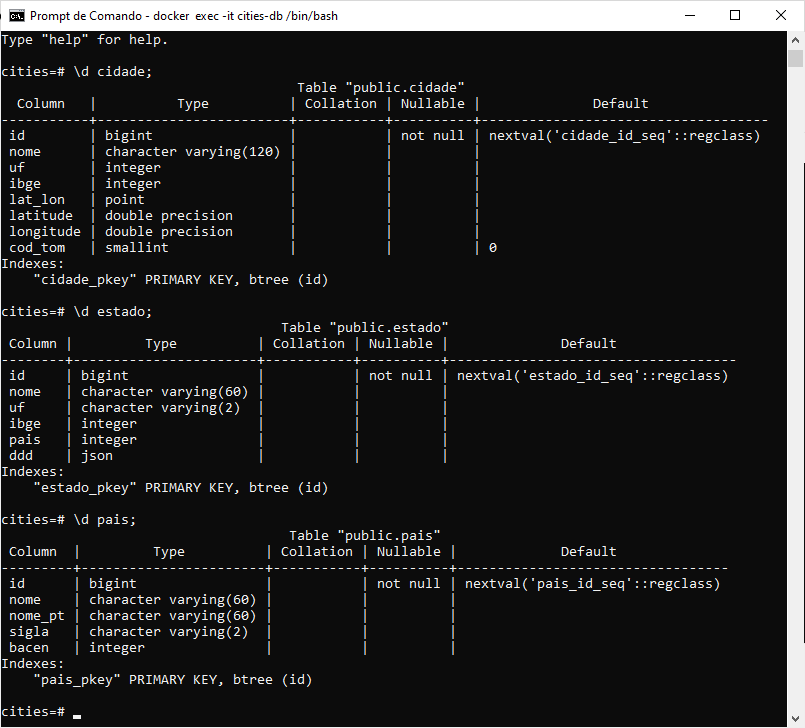 Prompt de Comando - docker exec -it cities-db /bin/bash
Type "help" for help.
cities=# \d cidade;
Table "public.cidade"
Column | Type | Collation | Nullable | Default
-----------+------------------------+-----------+----------+------------------------------------
id | bigint | | not null | nextval('cidade_id_seq'::regclass)
nome | character varying(120) | | |
uf | integer | | |
ibge | integer | | |
lat_lon | point | | |
latitude | double precision | | |
longitude | double precision | | |
cod_tom | smallint | | | 0
Indexes:
"cidade_pkey" PRIMARY KEY, btree (id)
cities=# \d estado;
Table "public.estado"
Column | Type | Collation | Nullable | Default
--------+-----------------------+-----------+----------+------------------------------------
id | bigint | | not null | nextval('estado_id_seq'::regclass)
nome | character varying(60) | | |
uf | character varying(2) | | |
ibge | integer | | |
pais | integer | | |
ddd | json | | |
Indexes:
"estado_pkey" PRIMARY KEY, btree (id)
cities=# \d pais;
Table "public.pais"
Column | Type | Collation | Nullable | Default
---------+-----------------------+-----------+----------+----------------------------------
id | bigint | | not null | nextval('pais_id_seq'::regclass)
nome | character varying(60) | | |
nome_pt | character varying(60) | | |
sigla | character varying(2) | | |
bacen | integer | | |
Indexes:
"pais_pkey" PRIMARY KEY, btree (id)
cities=#